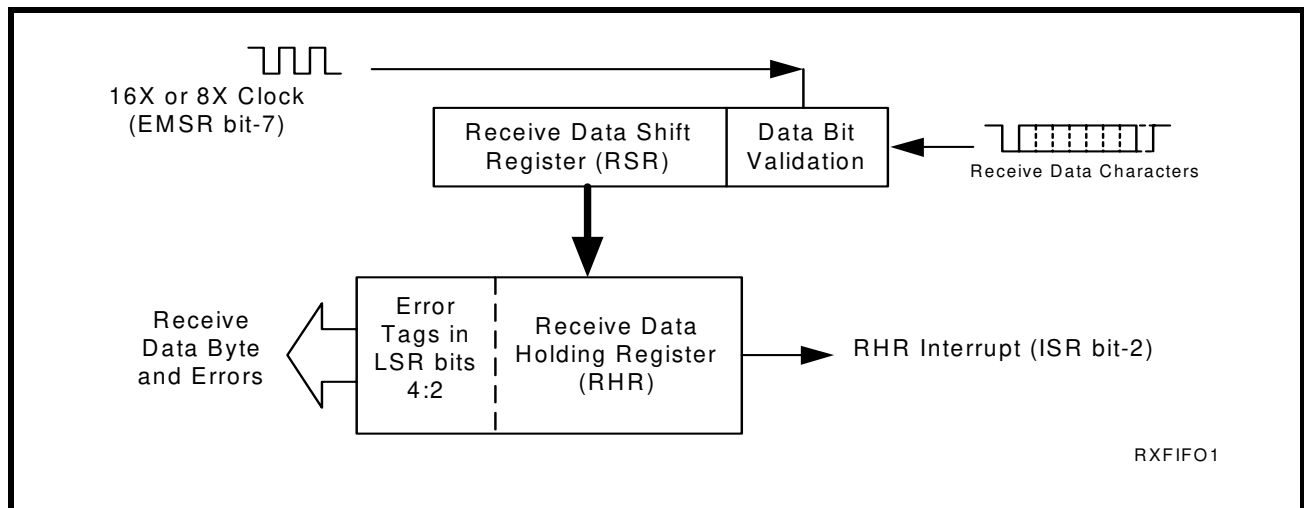 16X or 8X Clock
(EMSR bit-7)
Receive Data Shift
Register (RSR)
Data Bit
Validation
Receive Data Characters
Receive
Data Byte
and Errors
Error
Tags in
LSR bits
4:2
Receive Data
Holding Register
(RHR)
RHR Interrupt (ISR bit-2)
RXFIFO1